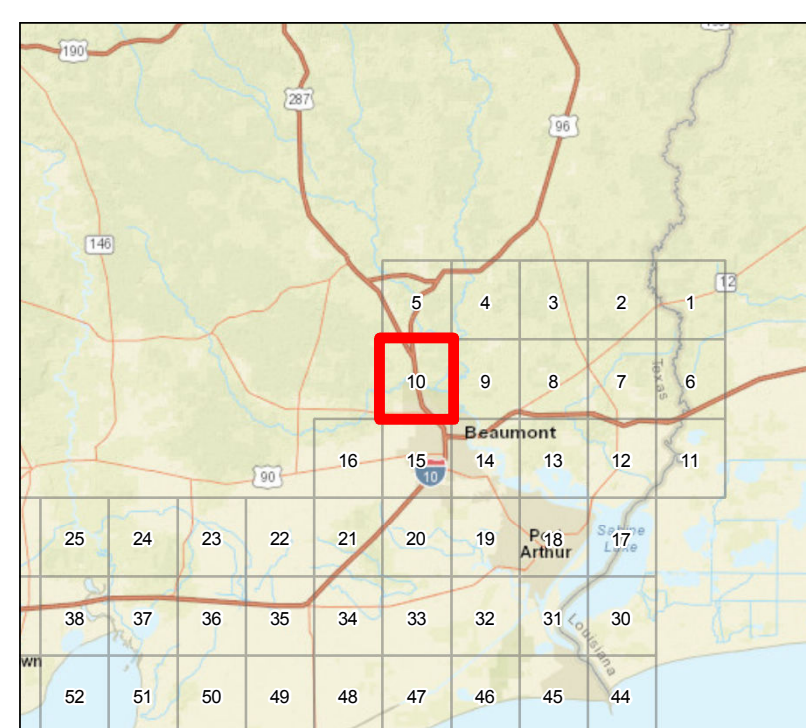 190
287
96
146
12
5 4 3 2 1
10 9 8 7 6
Texas
Beaumont
16 15 14 13 12 11
10
90
25 24 23 22 21 20 19 18 17
Port
Arthur
Sabine
Lake
38 37 36 35 34 33 32 31 30
Louisiana
wn
52 51 50 49 48 47 46 45 44